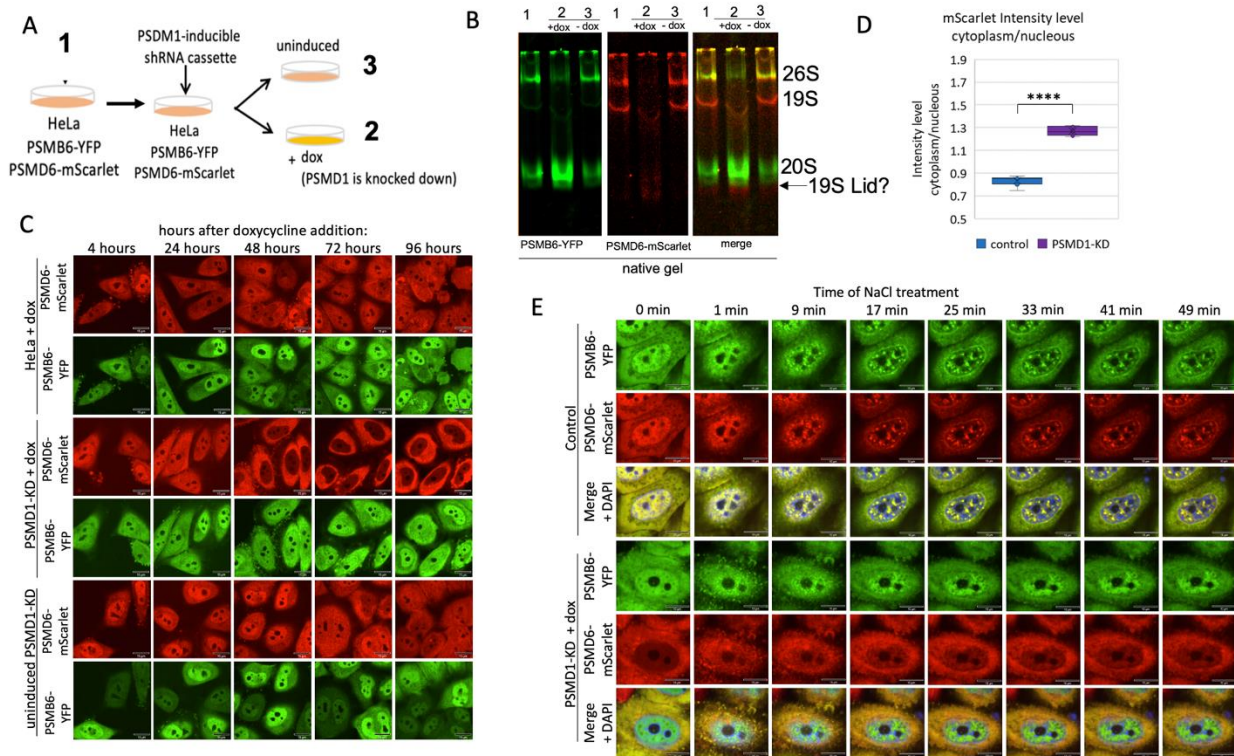 A
1
PSDM1-inducible
shRNA cassette
HeLa
PSMB6-YFP
PSMD6-mScarlet
HeLa
PSMB6-YFP
PSMD6-mScarlet
uninduced
3
2
+ dox
(PSMD1 is knocked down)
B
1 2 3 1 2 3 1 2 3
+dox - dox +dox - dox +dox - dox
26S
19S
20S
19S Lid?
PSMB6-YFP PSMD6-mScarlet merge
native gel
D
mScarlet Intensity level
cytoplasm/nucleous
Intensity level
cytoplasm/nucleous
1.9
1.7
1.5
1.3
1.1
0.9
0.7
0.5
****
control PSMD1-KD
C
hours after doxycycline addition:
4 hours 24 hours 48 hours 72 hours 96 hours
HeLa + dox
PSMD6-
mScarlet
PSMB6-
YFP
PSMD1-KD + dox
PSMD6-
mScarlet
PSMB6-
YFP
uninduced PSMD1-KD
PSMD6-
mScarlet
PSMB6-
YFP
E
Time of NaCl treatment
0 min 1 min 9 min 17 min 25 min 33 min 41 min 49 min
Control
PSMB6-
YFP
PSMD6-
mScarlet
Merge
+ DAPI
PSMD1-KD + dox
PSMB6-
YFP
PSMD6-
mScarlet
Merge
+ DAPI